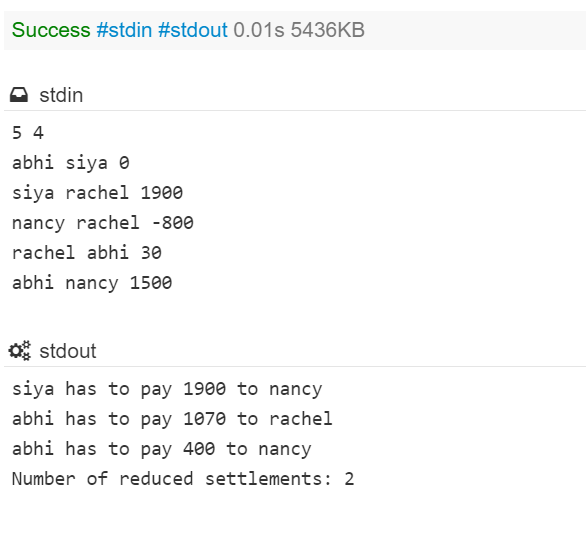 Success #stdin #stdout 0.01s 5436KB
stdin
5 4
abhi siya 0
siya rachel 1900
nancy rachel -800
rachel abhi 30
abhi nancy 1500
stdout
siya has to pay 1900 to nancy
abhi has to pay 1070 to rachel
abhi has to pay 400 to nancy
Number of reduced settlements: 2